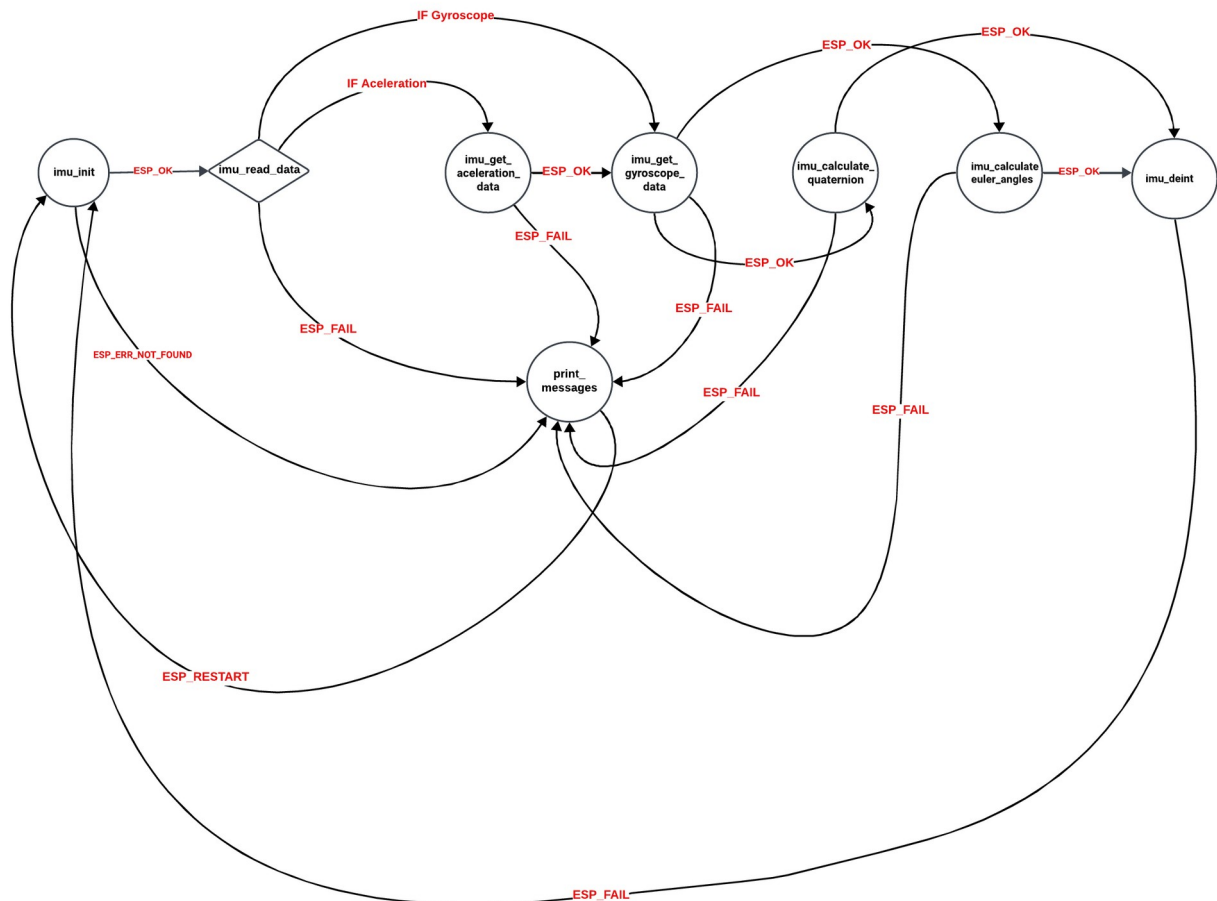 IF Gyroscope
ESP_OK
ESP_OK
IF Aceleration
imu_init
ESP_OK
imu_read_data
imu_get_
aceleration_
data
ESP_OK
imu_get_
gyroscope_
data
imu_calculate_
quaternion
imu_calculate
euler_angles
ESP_OK
imu_deint
ESP_FAIL
ESP_OK
ESP_FAIL
ESP_FAIL
ESP_ERR_NOT_FOUND
print_
messages
ESP_FAIL
ESP_FAIL
ESP_RESTART
ESP_FAIL